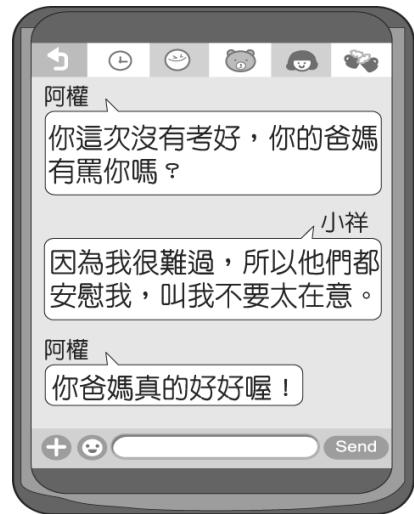 阿權
你這次沒有考好，你的爸媽
有罵你嗎？
小祥
因為我很難過，所以他們都
安慰我，叫我不要太在意。
阿權
你爸媽真的好好喔！
Send